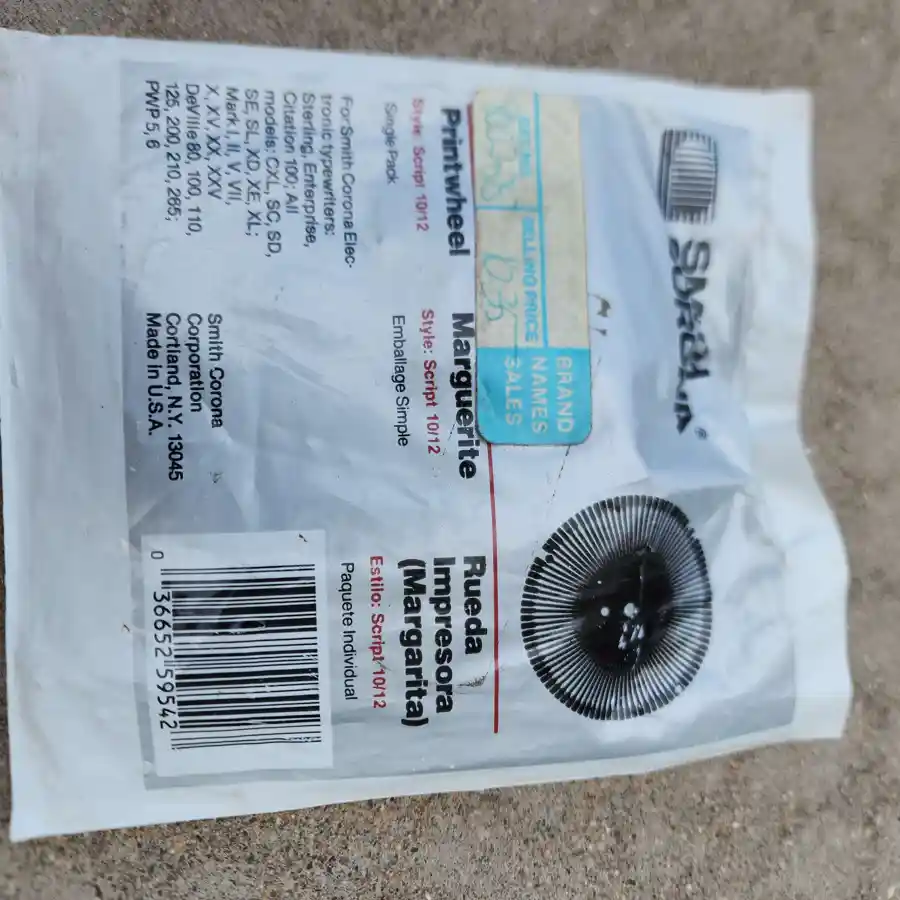 SMITH
CORONA®
BRAND
NAMES
SALES
SELLING PRICE
Printwheel
Style: Script 10/12
Single Pack
For Smith Corona Elec-
tronic typewriters:
Sterling, Enterprise,
Citation 100; All
models: CXL, SC, SD,
SE, SL, XD, XE, XL;
Mark I, II, V, VII,
X, XV, XX, XXV
DeVille 80, 100, 110,
125, 200, 210, 265;
PWP 5, 6
Marguerite
Style: Script 10/12
Emballage Simple
Smith Corona
Corporation
Cortland, N.Y. 13045
Made in U.S.A.
Rueda
Impresora
(Margarita)
Estilo: Script 10/12
Paquete Individual
0 36652 59542